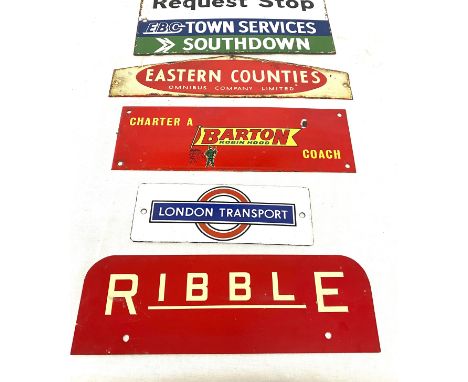 Request Stop
EBC TOWN SERVICES
SOUTHDOWN
EASTERN COUNTIES
OMNIBUS COMPANY LIMITED
CHARTER A
BARTON
ROBIN HOOD
COACH
LONDON TRANSPORT
RIBBLE